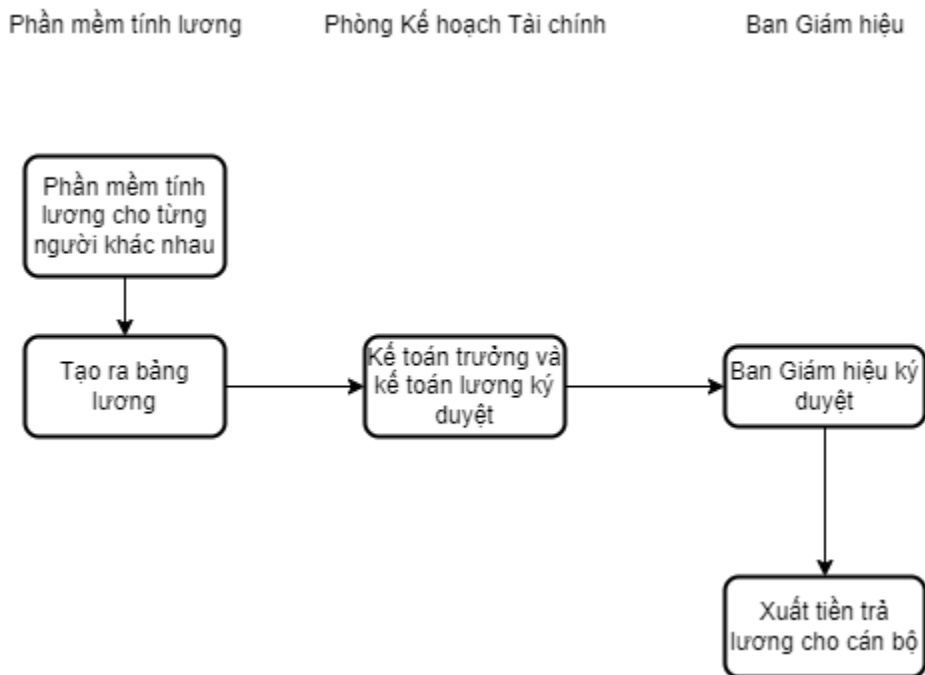 Phần mềm tính lương
Phòng Kế hoạch Tài chính
Ban Giám hiệu
Phần mềm tính
lương cho từng
người khác nhau
Tạo ra bảng
lương
Kế toán trưởng và
kế toán lương ký
duyệt
Ban Giám hiệu ký
duyệt
Xuất tiền trả
lương cho cán bộ